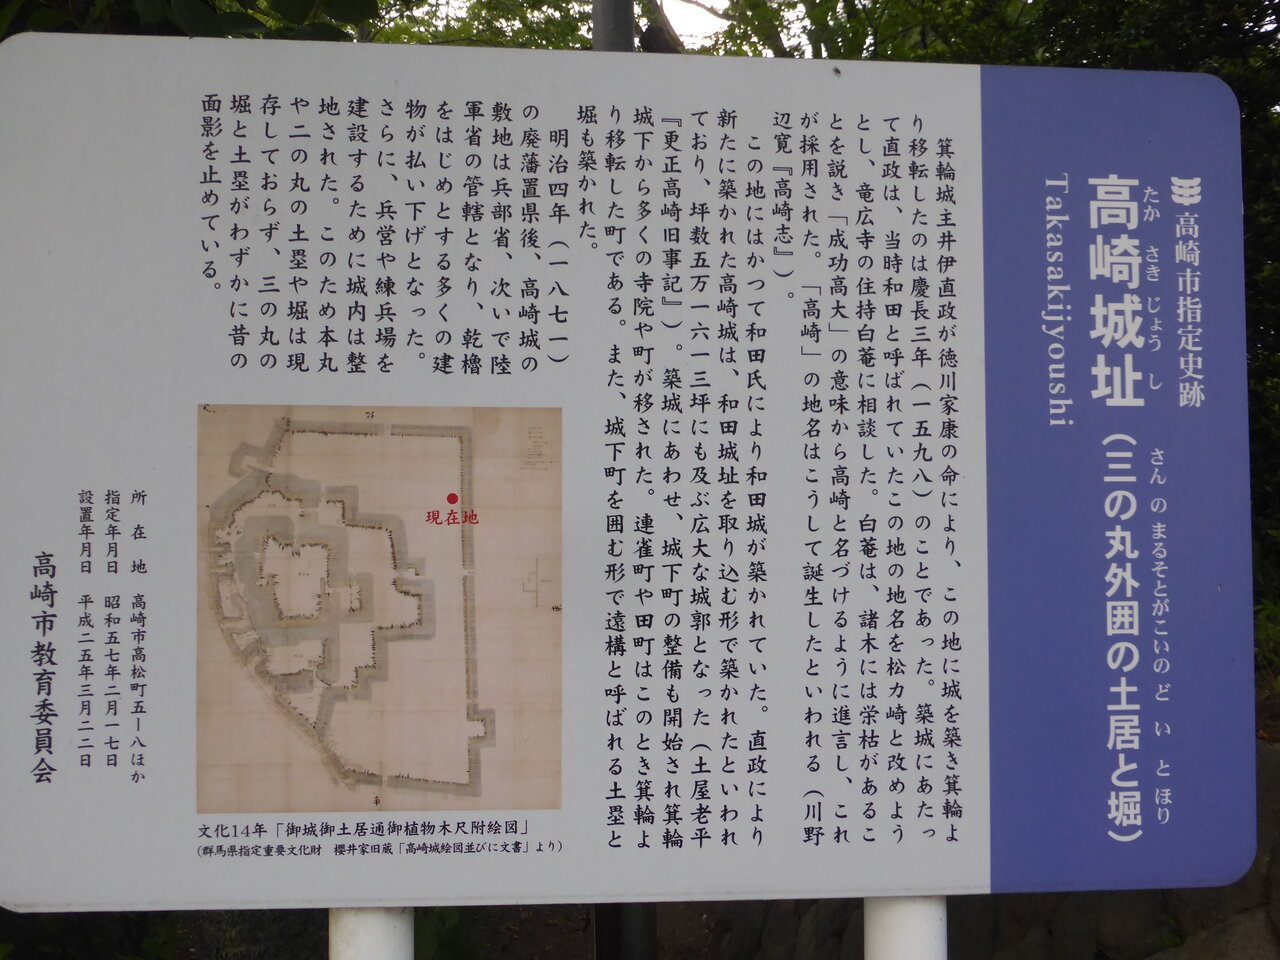 高崎市指定史跡
たかさきじょうし
高崎城址
さんのまるそとがこいのどいとほり
(三の丸外囲の土居と堀)
Takasakijyoushi
箕輪城主井伊直政が徳川家康の命により、この地に城を築き箕輪よ
り移転したのは慶長三年(一五九八)のことであった。築城にあたっ
て直政は、当時和田と呼ばれていたこの地の地名を松力崎と改めよう
とし、竜広寺の住持白菴に相談した。白菴は、諸木には栄枯があるこ
とを説き「成功高大」の意味から高崎と名づけるように進言し、これ
が採用された。「高崎」の地名はこうして誕生したといわれる(川野
辺寛『高崎志』)。
この地にはかつて和田氏により和田城が築かれていた。直政により
新たに築かれた高崎城は、和田城址を取り込む形で築かれたといわれ
ており、坪数五万一六一三坪にも及ぶ広大な城郭となった(土屋老平
『更正高崎旧事記』)。築城にあわせ、城下町の整備も開始され箕輪
城下から多くの寺院や町が移された。連雀町や田町はこのとき箕輪よ
り移転した町である。また、城下町を囲む形で遠構と呼ばれる土塁と
堀も築かれた。
明治四年(一八七一)
の廃藩置県後、高崎城の
敷地は兵部省、次いで陸
軍省の管轄となり、乾櫓
をはじめとする多くの建
物が払い下げとなった。
さらに、兵営や練兵場を
建設するために城内は整
地された。このため本丸
や二の丸の土塁や堀は現
存しておらず、三の丸の
堀と土塁がわずかに昔の
面影を止めている。
現在地
文化14年「御城御土居通御植物木尺附絵図」
(群馬県指定重要文化財 櫻井家旧蔵「高崎城絵図並びに文書」より)
所在地 高崎市高松町五ー八ほか
指定年月日 昭和五七年二月一七日
設置年月日 平成二五年三月二二日
高崎市教育委員会